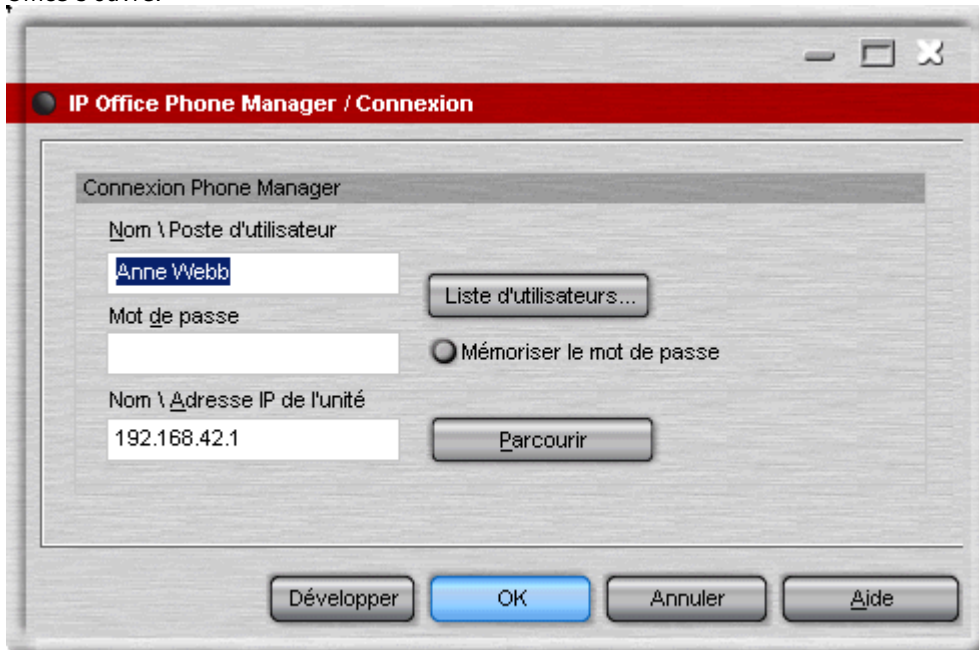 IP Office Phone Manager / Connexion
Connexion Phone Manager
Nom \ Poste d'utilisateur
Anne Webb
Liste d'utilisateurs...
Mot de passe
Mémoriser le mot de passe
Nom \ Adresse IP de l'unité
192.168.42.1
Parcourir
Développer
OK
Annuler
Aide